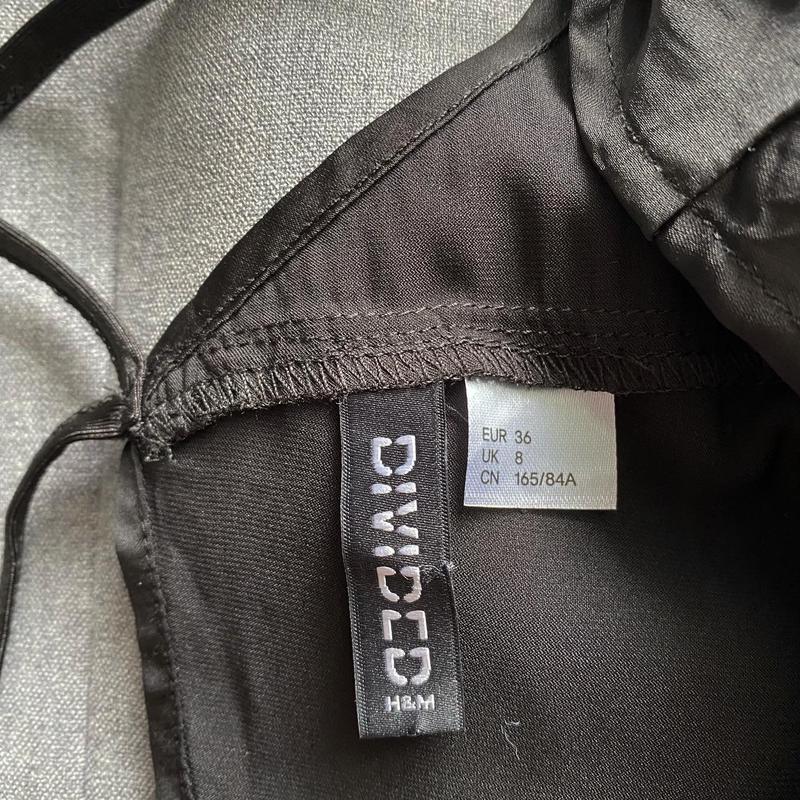 DIVIDED
H&M
EUR 36
UK 8
CN 165/84A